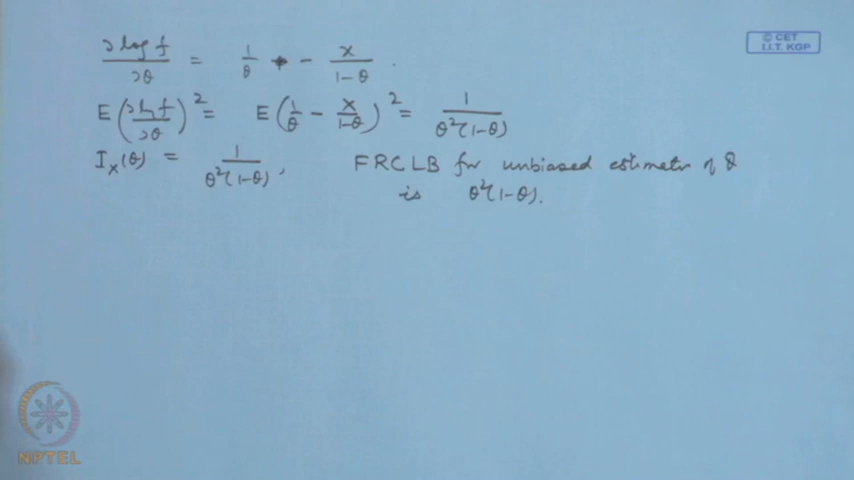 ∂ log f / ∂θ = 1/θ - x/(1-θ) .
© CET
I.I.T. KGP
E (∂ log f / ∂θ)² = E (1/θ - x/(1-θ))² = 1/(θ²(1-θ))
I_X(θ) = 1/(θ²(1-θ)) , FRCLB for unbiased estimator of θ
is θ²(1-θ).
NPTEL